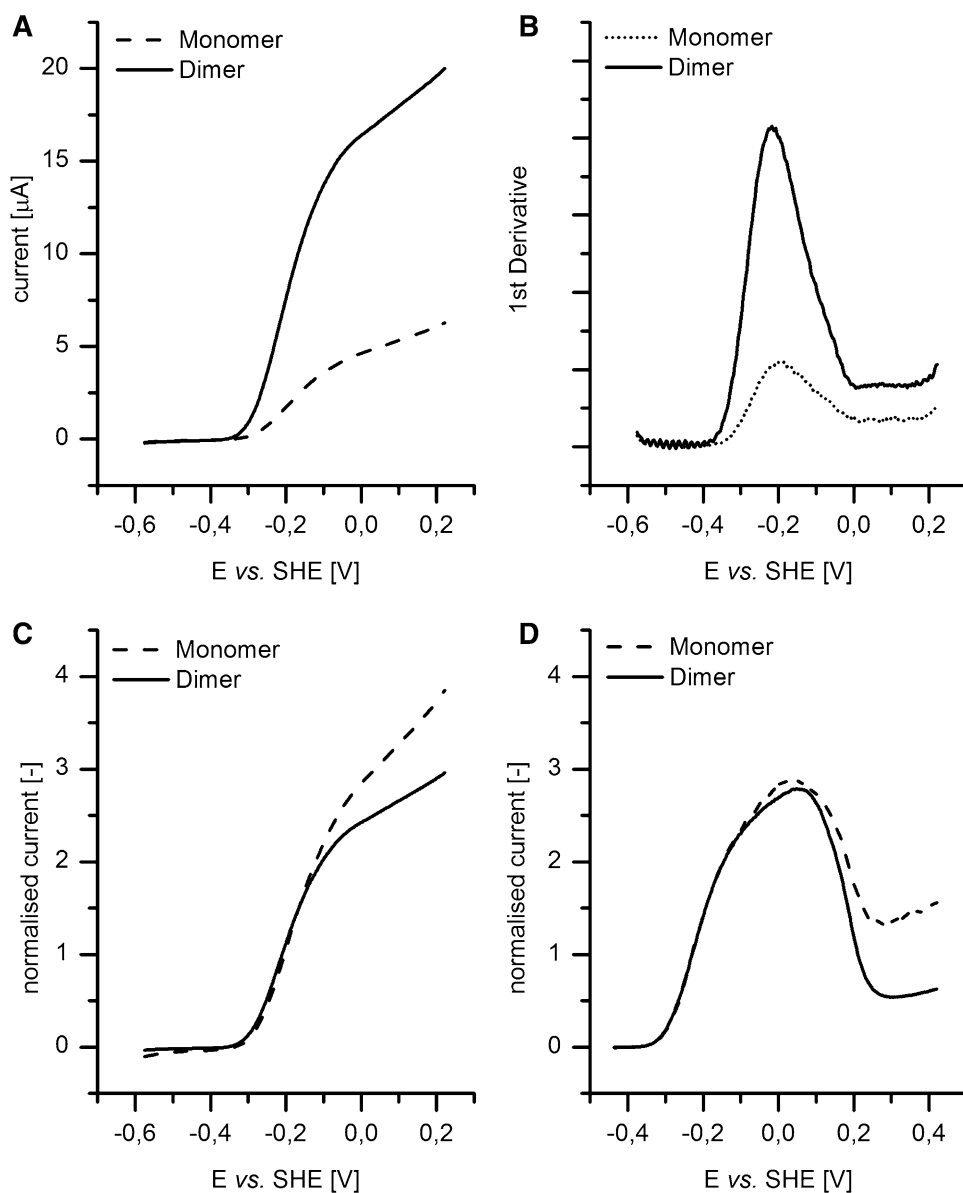 A
Monomer
Dimer
20
15
10
5
0
current [μA]
-0,6 -0,4 -0,2 0,0 0,2
E vs. SHE [V]
B
Monomer
Dimer
1st Derivative
-0,6 -0,4 -0,2 0,0 0,2
E vs. SHE [V]
C
Monomer
Dimer
4
3
2
1
0
normalised current [-]
-0,6 -0,4 -0,2 0,0 0,2
E vs. SHE [V]
D
Monomer
Dimer
4
3
2
1
0
normalised current [-]
-0,4 -0,2 0,0 0,2 0,4
E vs. SHE [V]